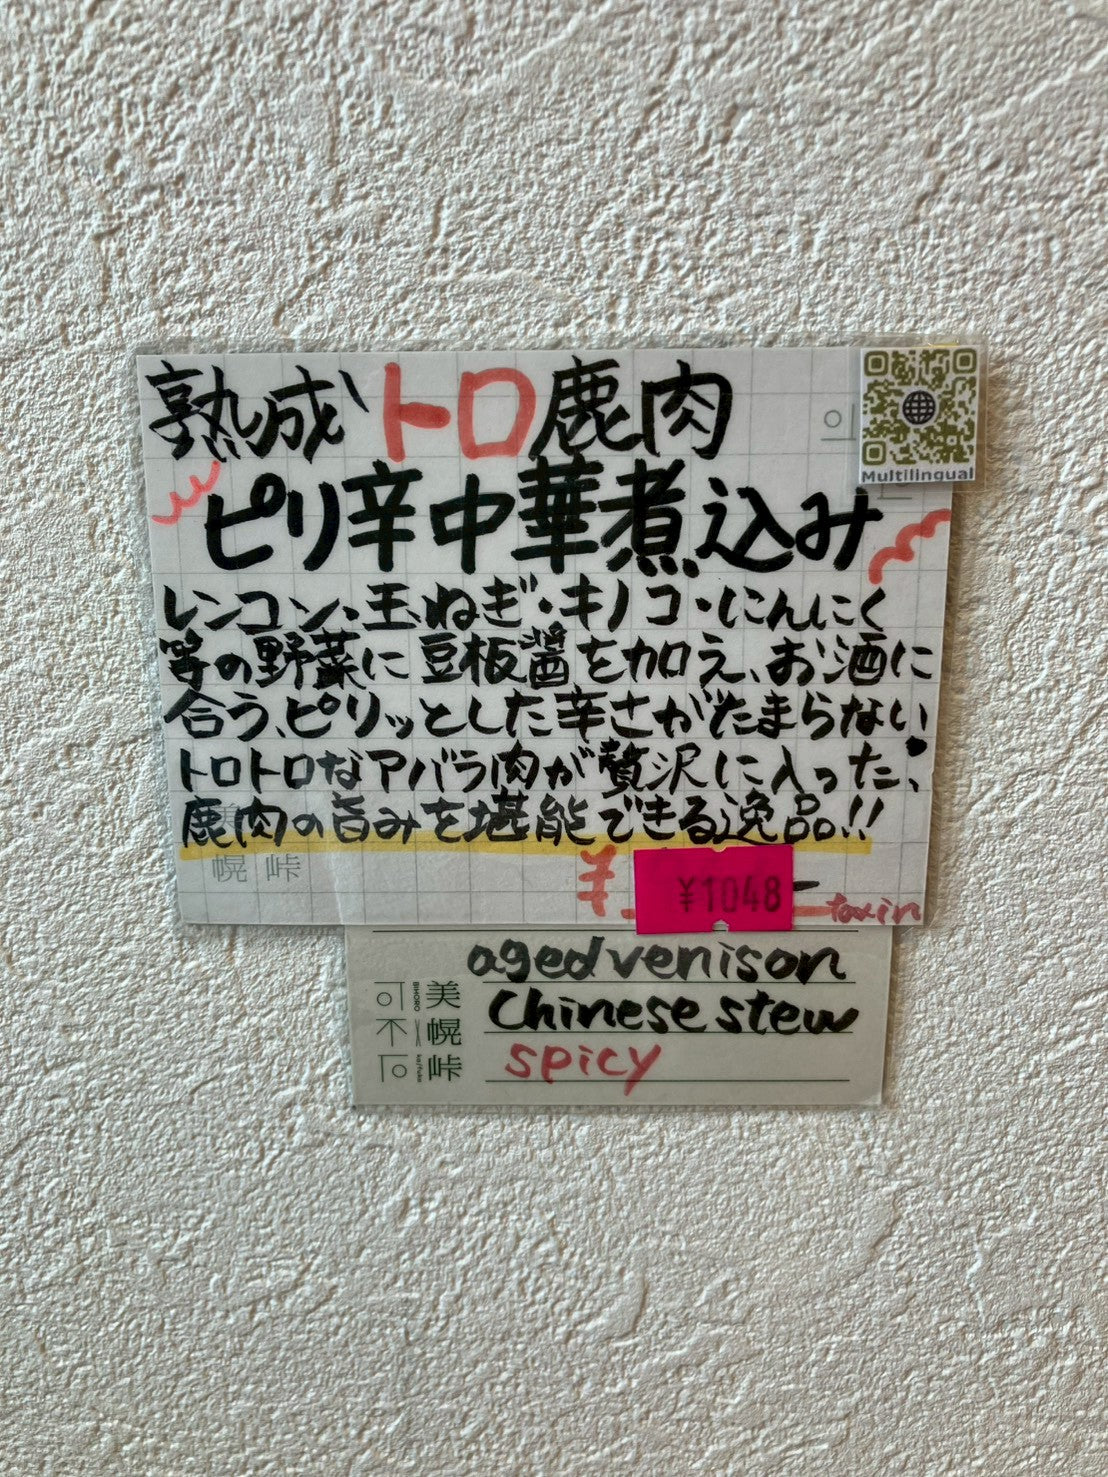 熟成トロ鹿肉
ピリ辛中華煮込み
レンコン・玉ねぎ・キノコ・にんにく
等の野菜に豆板醤を加え、お酒に
合う、ピリッとした辛さがたまらない!
トロトロなアバラ肉が贅沢に入った、
鹿肉の旨みを堪能できる逸品!!
幌 峠
¥
¥1048
tax in
Multilingual
aged venison
Chinese stew
spicy
美幌峠
BIHORO